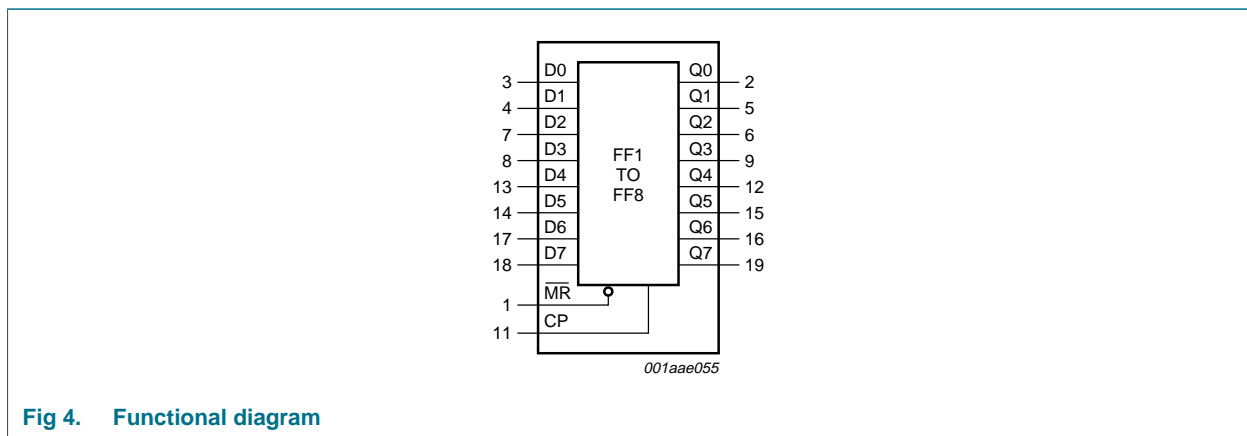 D0 Q0
3 2
D1 Q1
4 5
D2 Q2
7 6
D3 Q3
8 FF1 9
D4 TO Q4
13 FF8 12
D5 Q5
14 15
D6 Q6
17 16
D7 Q7
18 19
M̅R̅
1
CP
11
001aae055
Fig 4. Functional diagram